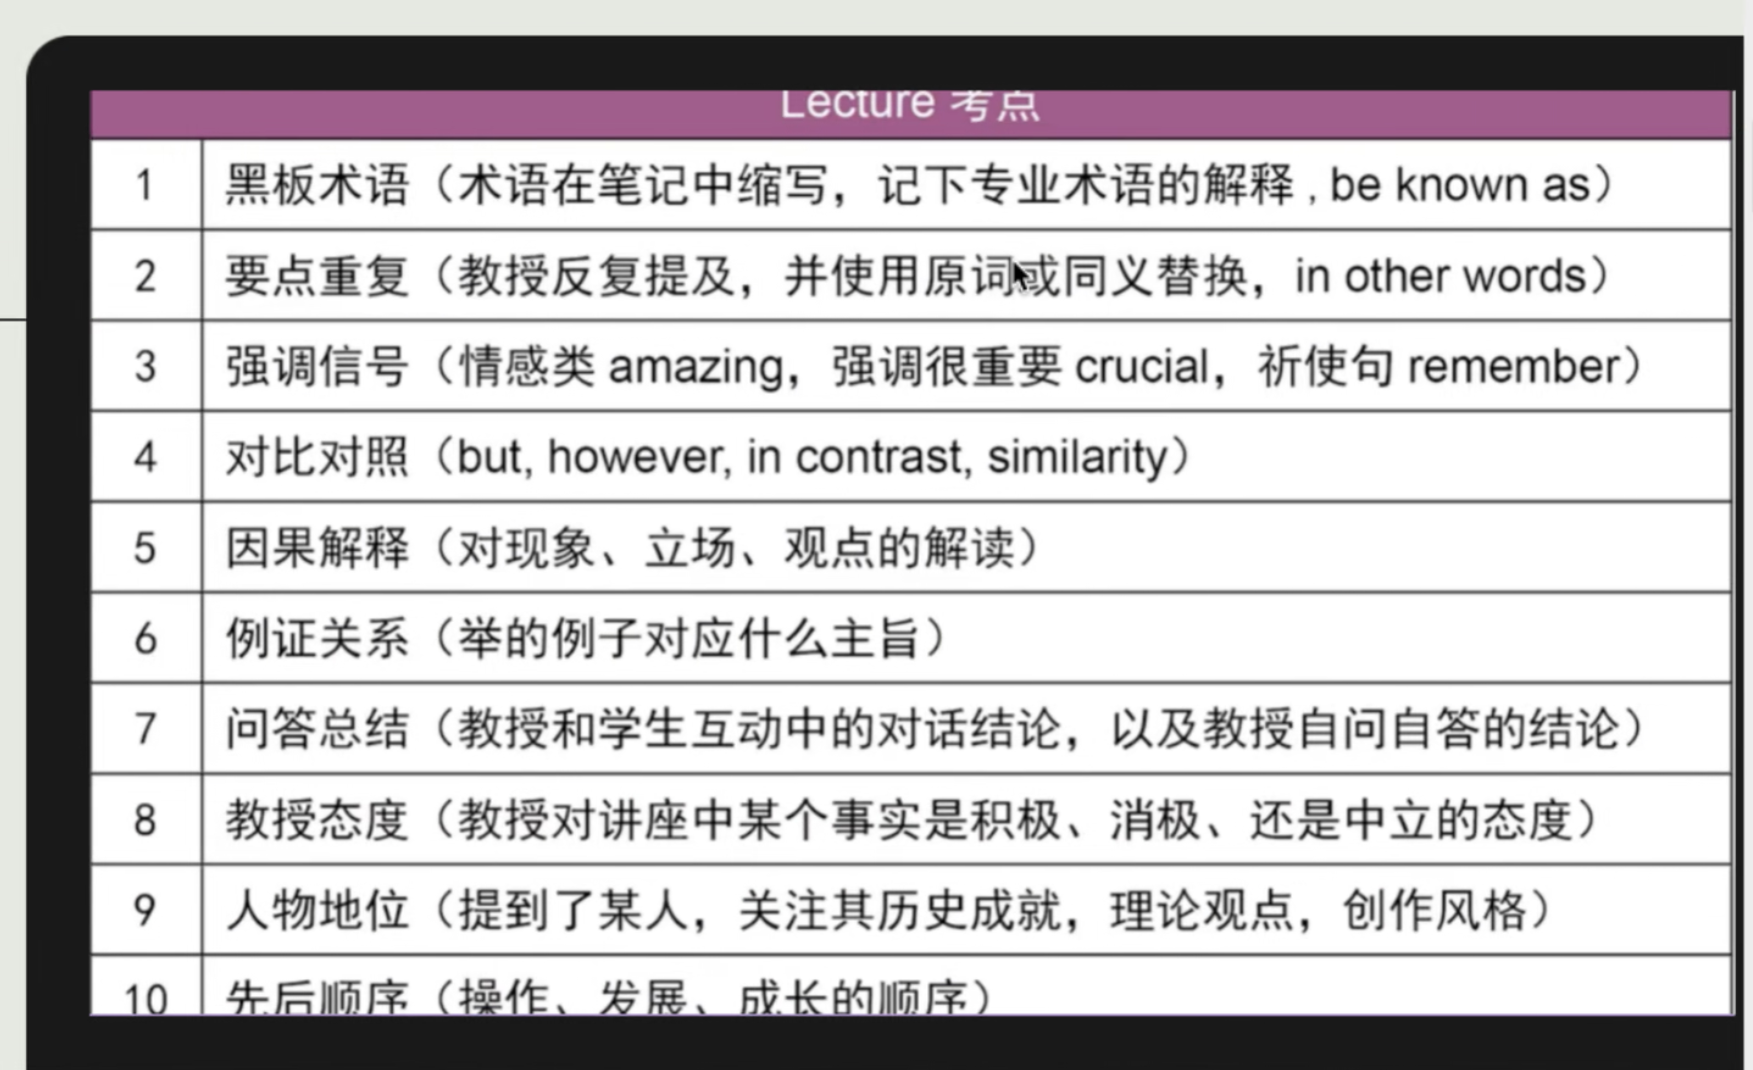 Lecture 考点
1 黑板术语（术语在笔记中缩写，记下专业术语的解释 , be known as）
2 要点重复（教授反复提及，并使用原词或同义替换，in other words）
3 强调信号（情感类 amazing，强调很重要 crucial，祈使句 remember）
4 对比对照（but, however, in contrast, similarity）
5 因果解释（对现象、立场、观点的解读）
6 例证关系（举的例子对应什么主旨）
7 问答总结（教授和学生互动中的对话结论，以及教授自问自答的结论）
8 教授态度（教授对讲座中某个事实是积极、消极、还是中立的态度）
9 人物地位（提到了某人，关注其历史成就，理论观点，创作风格）
10 先后顺序（操作、发展、成长的顺序）